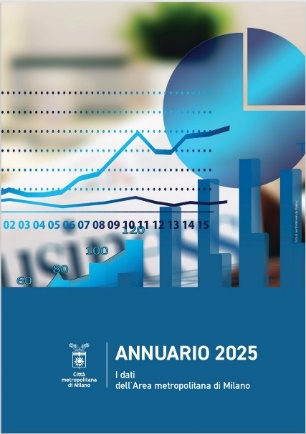 02 03 04 05 06 07 08 09 10 11 12 13 14 15
120
100
80
60
Città
metropolitana
di Milano
ANNUARIO 2025
I dati
dell'Area metropolitana di Milano